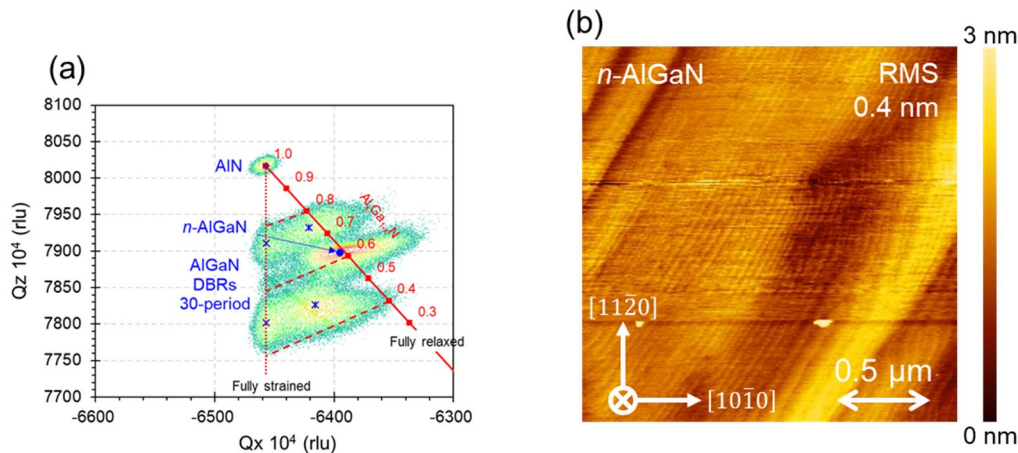 (a)
Qz 10⁴ (rlu)
8100
8050
8000
7950
7900
7850
7800
7750
7700
-6600
-6500
-6400
-6300
Qx 10⁴ (rlu)
AlN
n-AlGaN
AlGaN
DBRs
30-period
1.0
0.9
0.8
0.7
0.6
0.5
0.4
0.3
AlₓGa₁₋ₓN
Fully relaxed
Fully strained
(b)
n-AlGaN
RMS
0.4 nm
[112̄0]
[101̄0]
0.5 μm
3 nm
0 nm